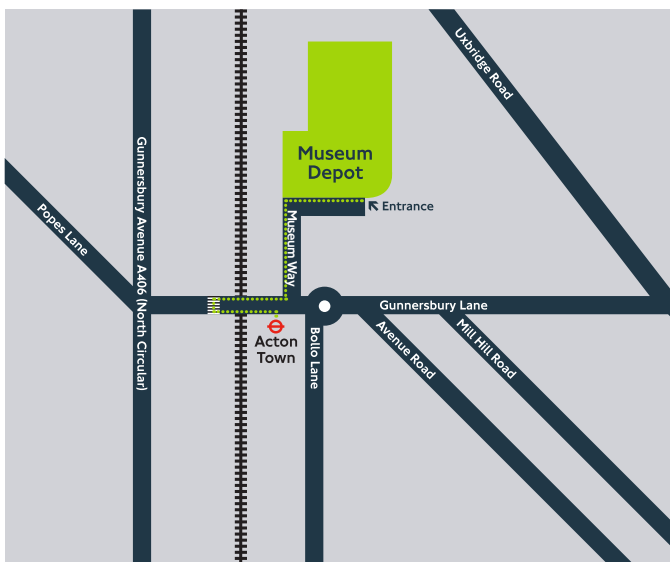 Uxbridge Road
Museum
Depot
Entrance
Gunnersbury Avenue A406 (North Circular)
Popes Lane
Museum Way
Gunnersbury Lane
Acton
Town
Bollo Lane
Avenue Road
Mill Hill Road